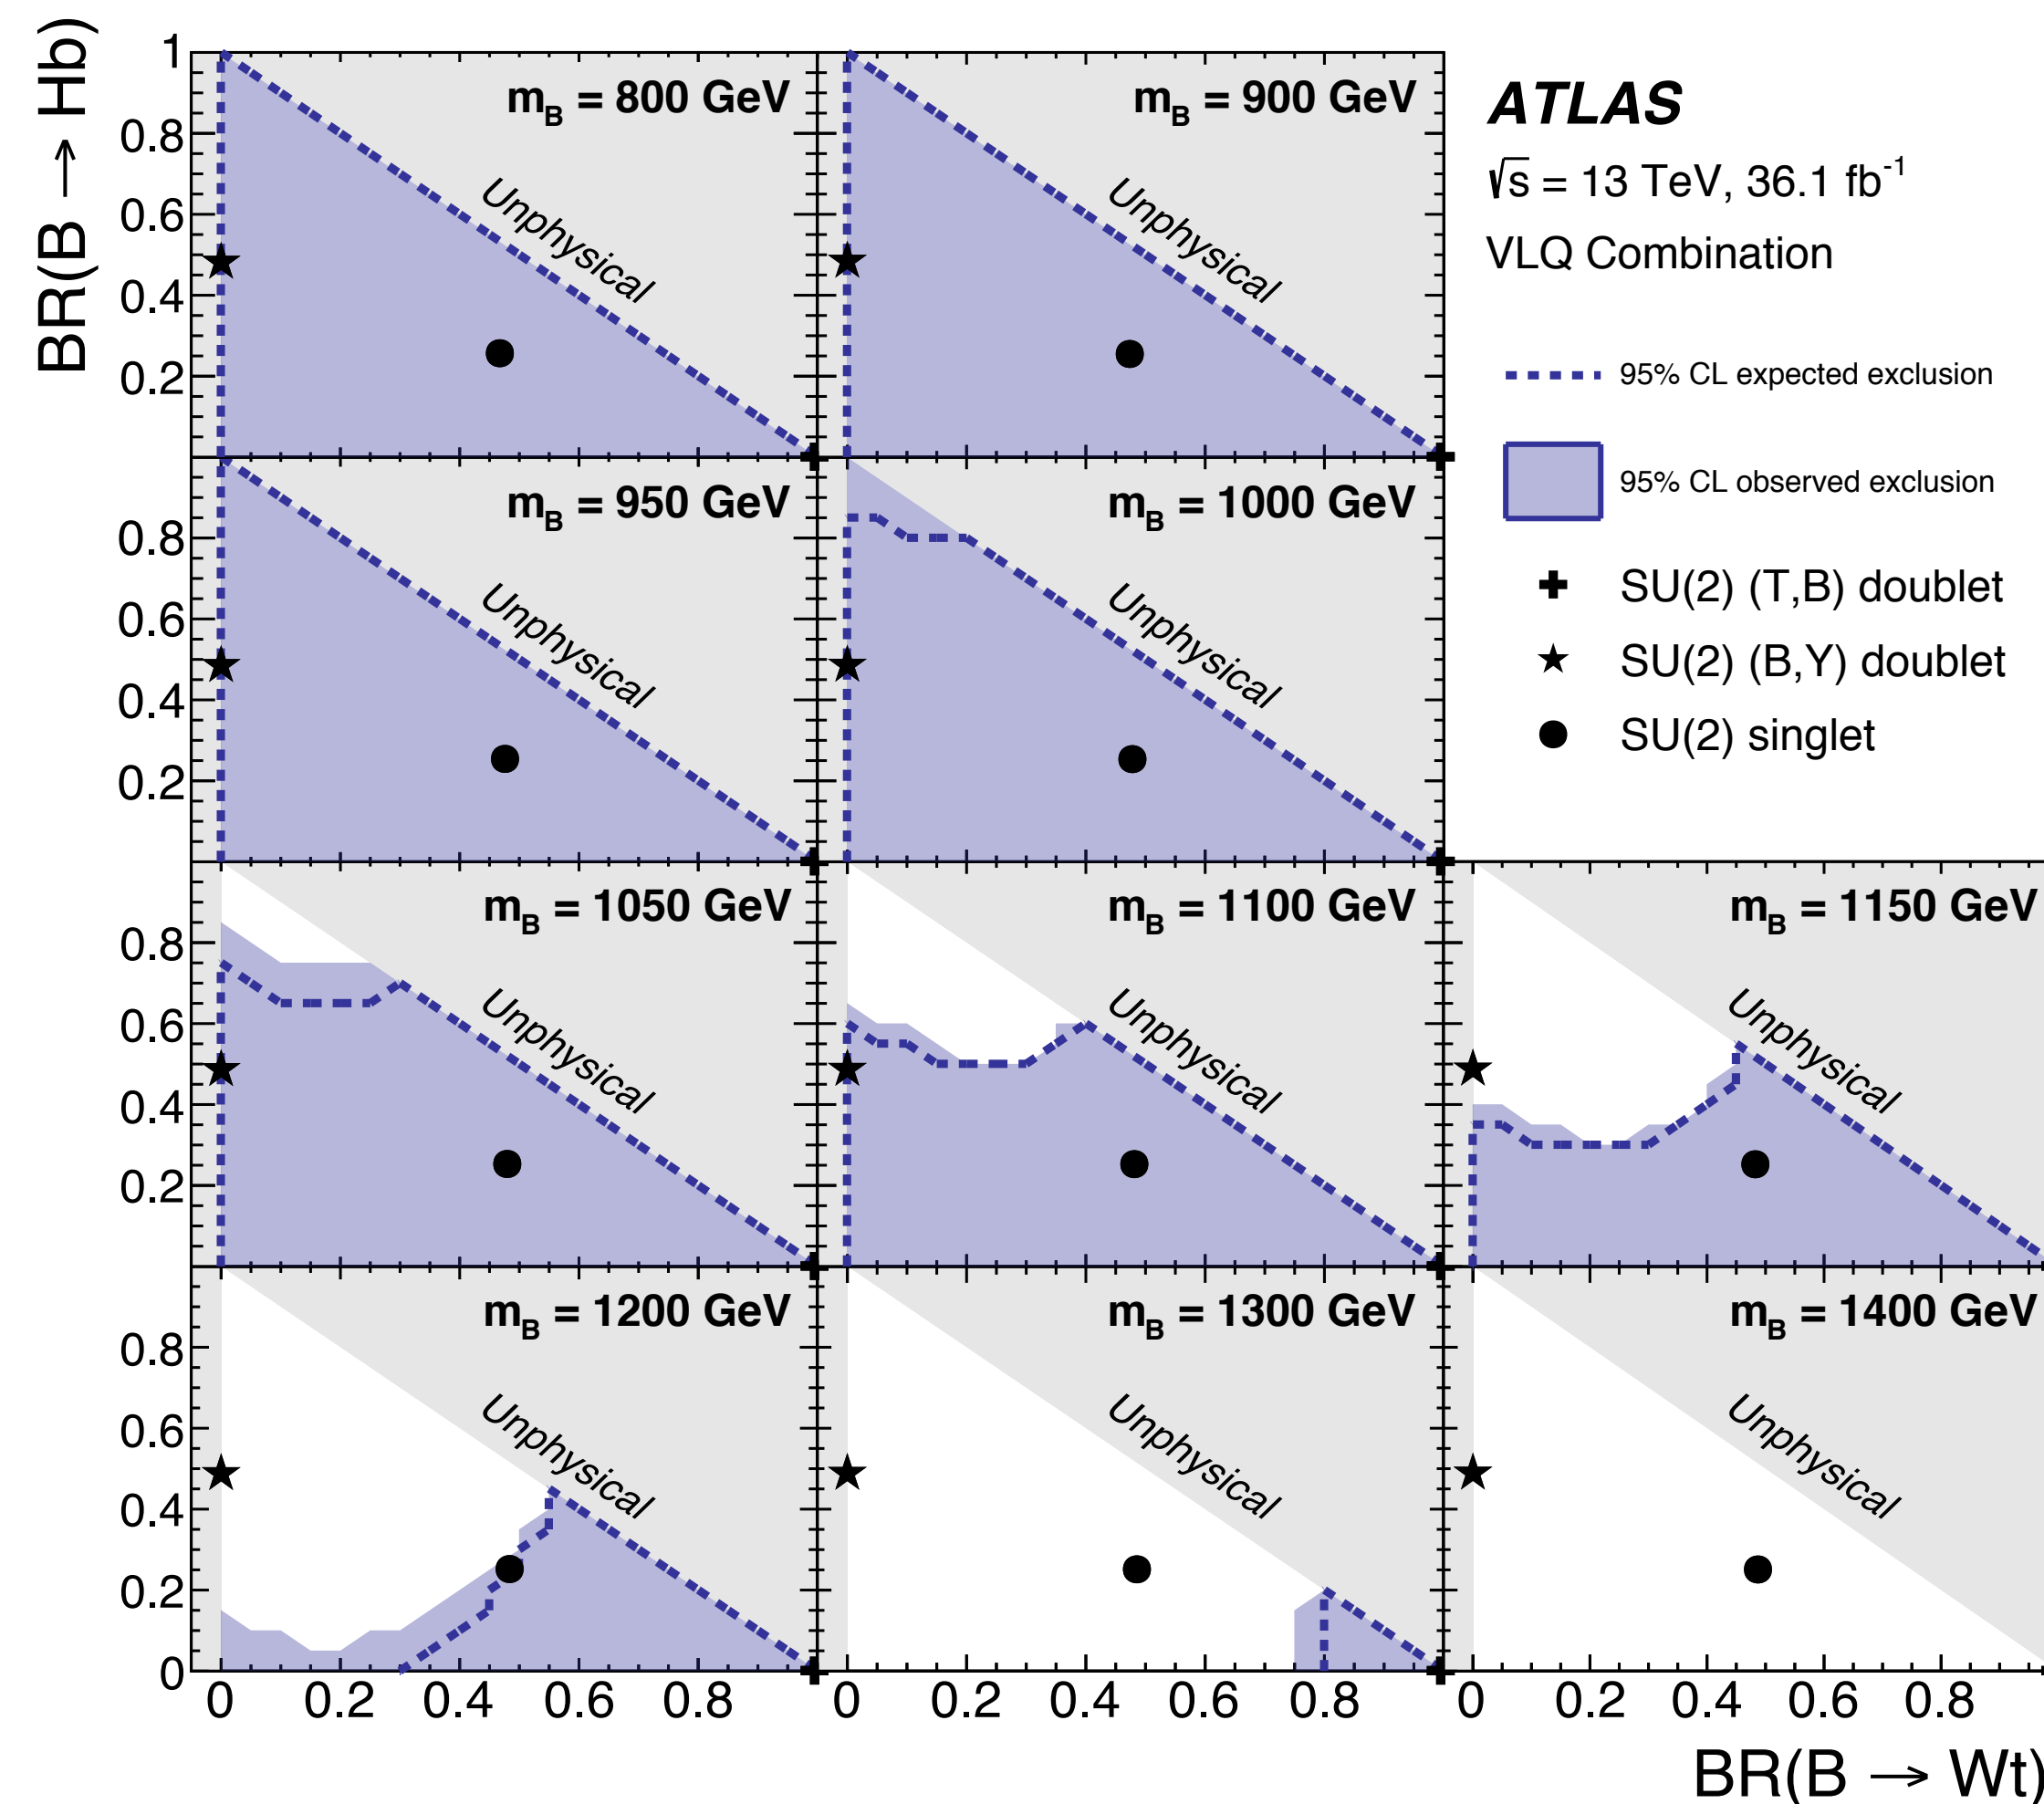 BR(B → Hb)
1
0.8
0.6
0.4
0.2
m_B = 800 GeV
Unphysical
m_B = 900 GeV
Unphysical
ATLAS
√s = 13 TeV, 36.1 fb⁻¹
VLQ Combination
95% CL expected exclusion
95% CL observed exclusion
SU(2) (T,B) doublet
SU(2) (B,Y) doublet
SU(2) singlet
0.8
0.6
0.4
0.2
m_B = 950 GeV
Unphysical
m_B = 1000 GeV
Unphysical
0.8
0.6
0.4
0.2
m_B = 1050 GeV
Unphysical
m_B = 1100 GeV
Unphysical
m_B = 1150 GeV
Unphysical
0.8
0.6
0.4
0.2
0
m_B = 1200 GeV
Unphysical
m_B = 1300 GeV
Unphysical
m_B = 1400 GeV
Unphysical
0 0.2 0.4 0.6 0.8 0 0.2 0.4 0.6 0.8 0 0.2 0.4 0.6 0.8
BR(B → Wt)